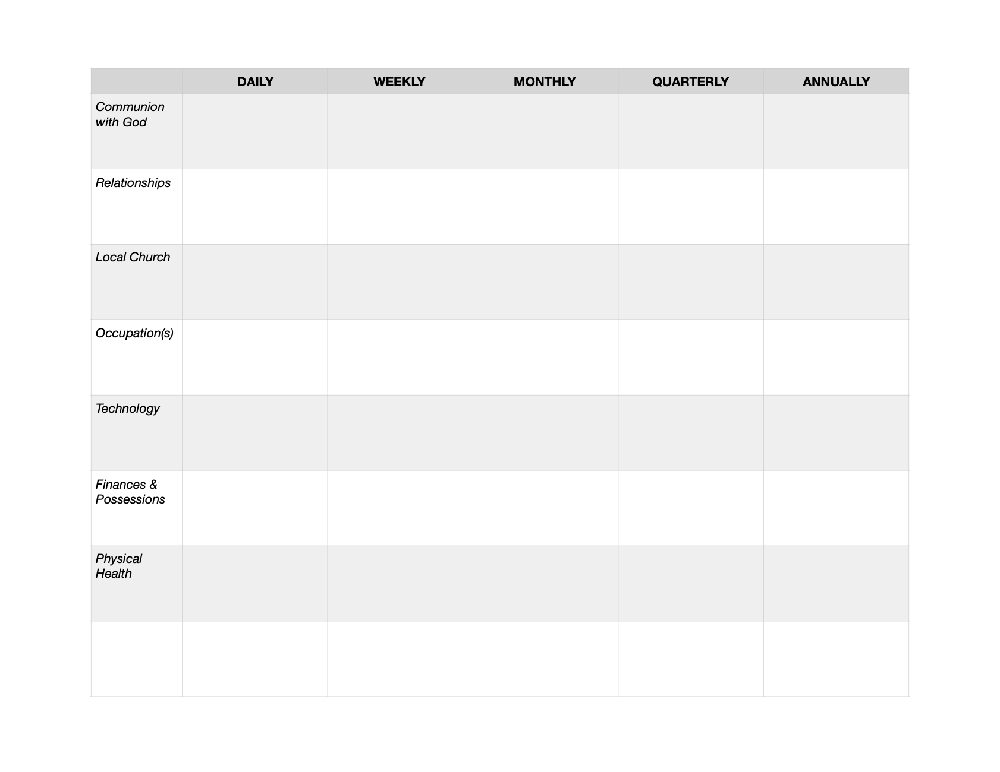 DAILY WEEKLY MONTHLY QUARTERLY ANNUALLY
Communion
with God
Relationships
Local Church
Occupation(s)
Technology
Finances &
Possessions
Physical
Health